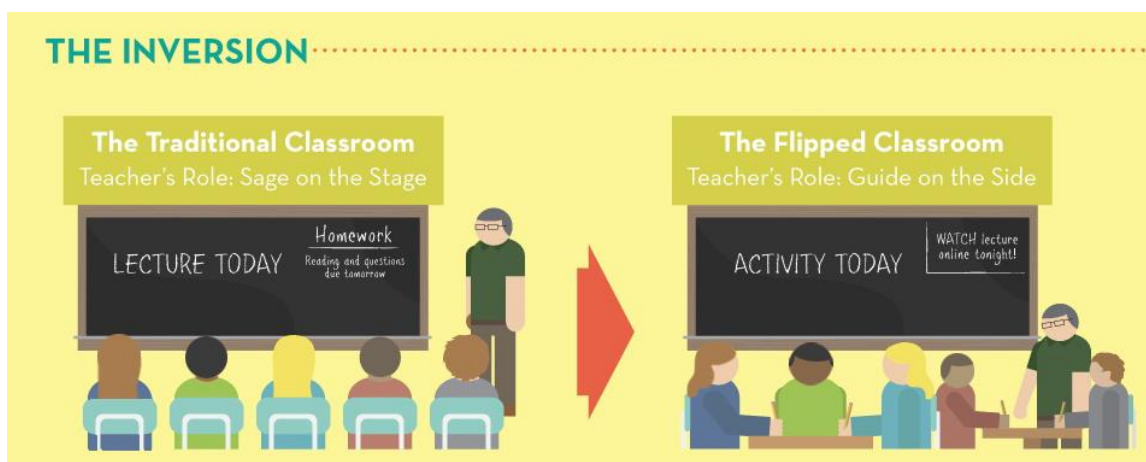 THE INVERSION
The Traditional Classroom
Teacher's Role: Sage on the Stage
LECTURE TODAY
Homework
Reading and questions
due tomorrow
The Flipped Classroom
Teacher's Role: Guide on the Side
ACTIVITY TODAY
WATCH lecture
online tonight!